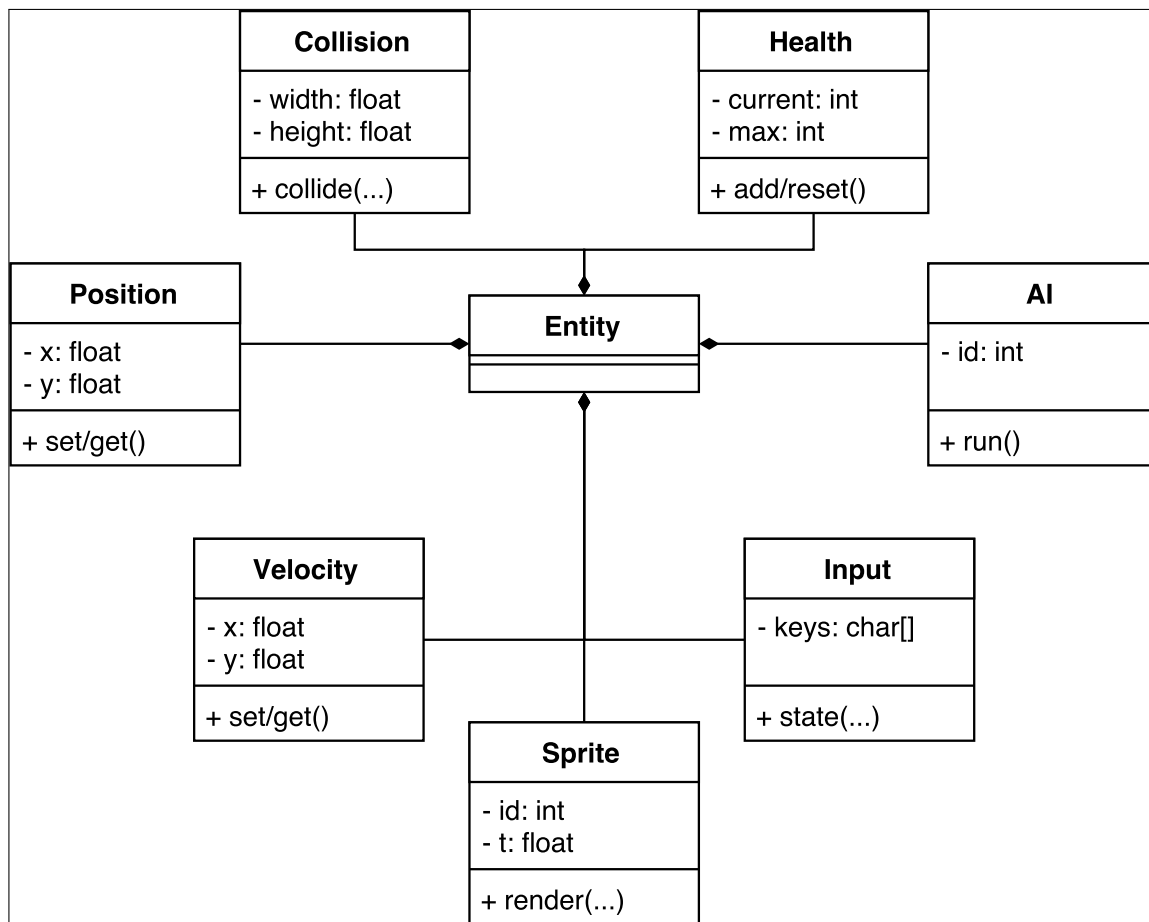 Collision
- width: float
- height: float
+ collide(...)
Health
- current: int
- max: int
+ add/reset()
Position
- x: float
- y: float
+ set/get()
Entity
AI
- id: int
+ run()
Velocity
- x: float
- y: float
+ set/get()
Input
- keys: char[]
+ state(...)
Sprite
- id: int
- t: float
+ render(...)